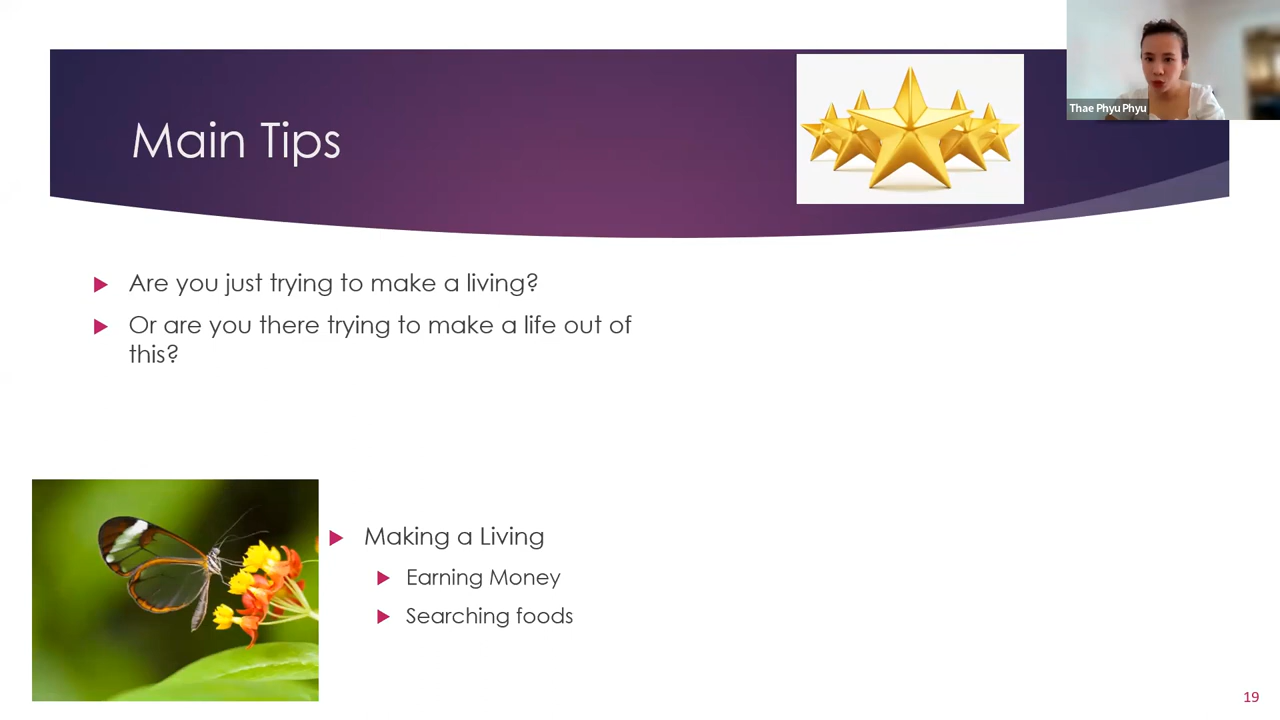 Main Tips
Thae Phyu Phyu
Are you just trying to make a living?
Or are you there trying to make a life out of
this?
Making a Living
Earning Money
Searching foods
19